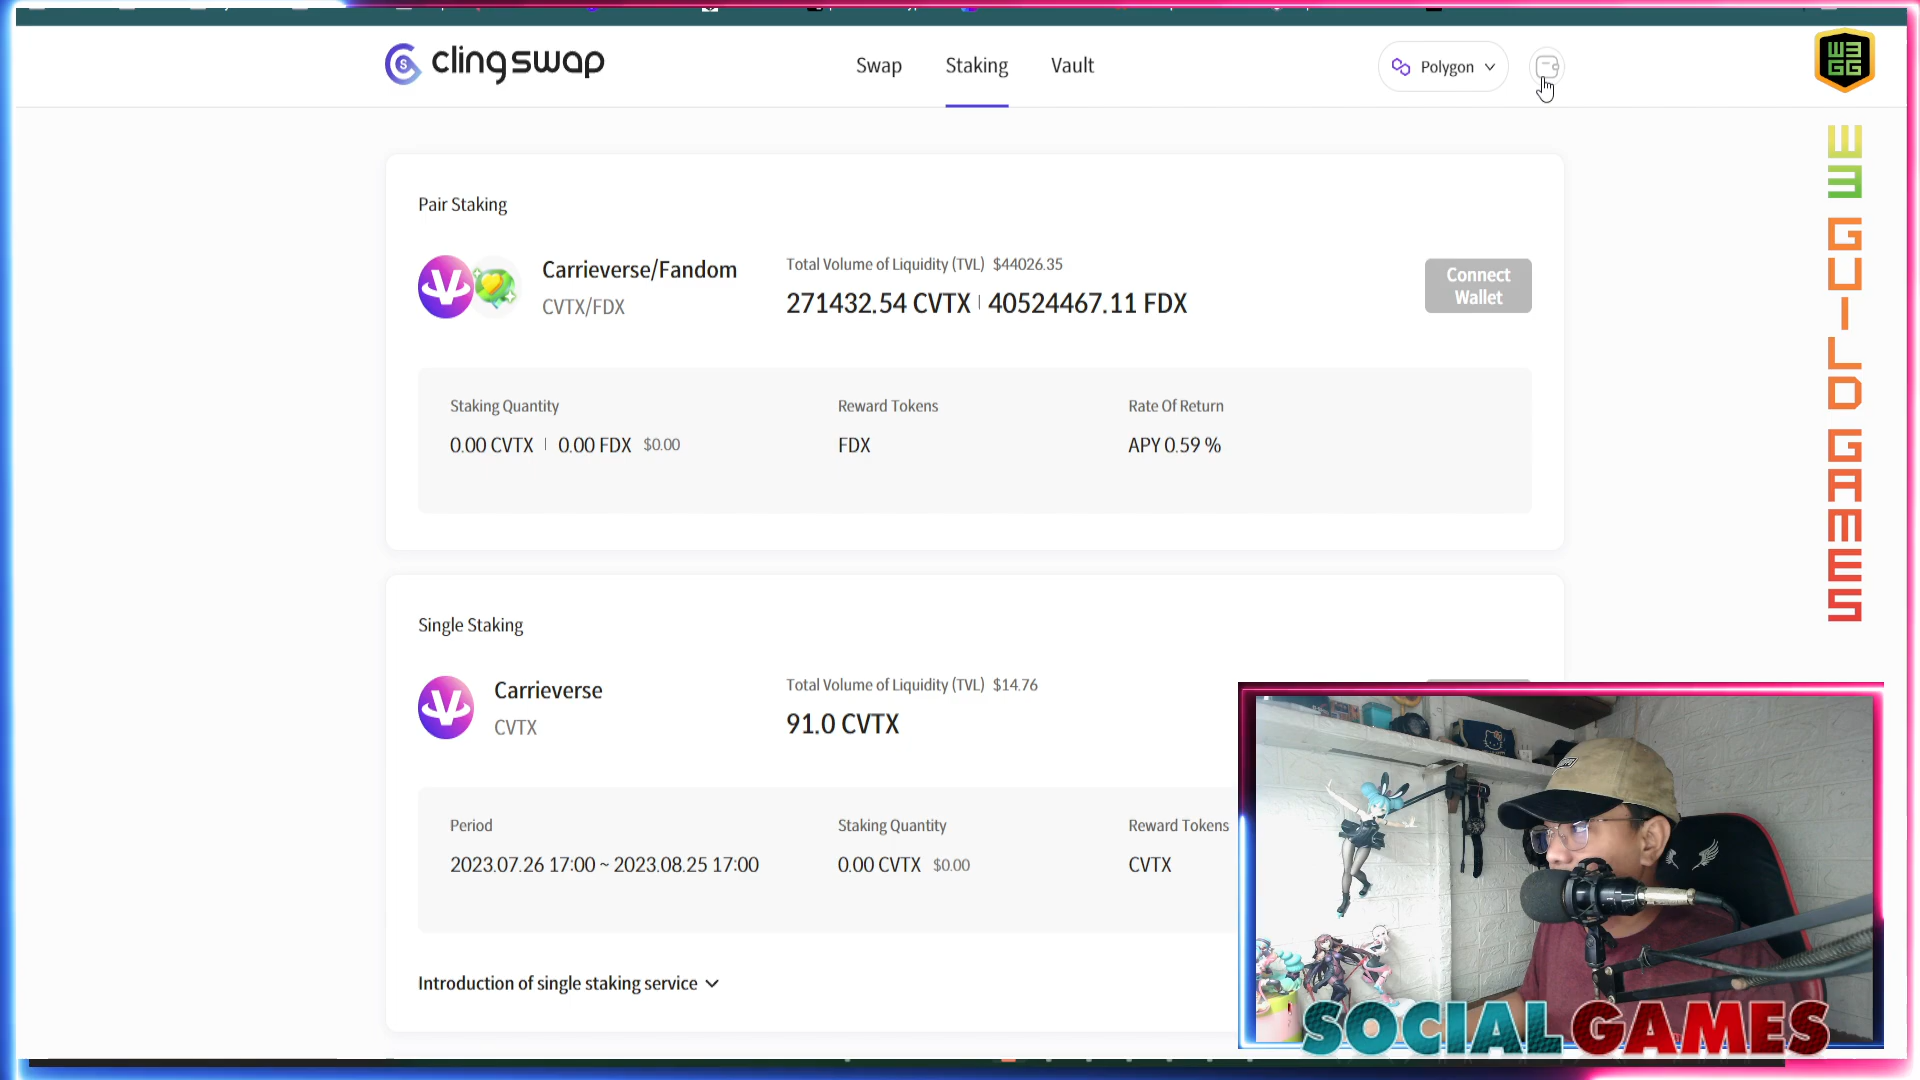 cling swap
Swap
Staking
Vault
Polygon
W3
GG
W3 GUILD GAMES
Pair Staking
Carrieverse/Fandom
CVTX/FDX
Total Volume of Liquidity (TVL) $44026.35
271432.54 CVTX | 40524467.11 FDX
Connect
Wallet
Staking Quantity
Reward Tokens
Rate Of Return
0.00 CVTX | 0.00 FDX $0.00
FDX
APY 0.59 %
Single Staking
Carrieverse
CVTX
Total Volume of Liquidity (TVL) $14.76
91.0 CVTX
Period
Staking Quantity
Reward Tokens
2023.07.26 17:00 ~ 2023.08.25 17:00
0.00 CVTX $0.00
CVTX
Introduction of single staking service
SOCIAL GAMES